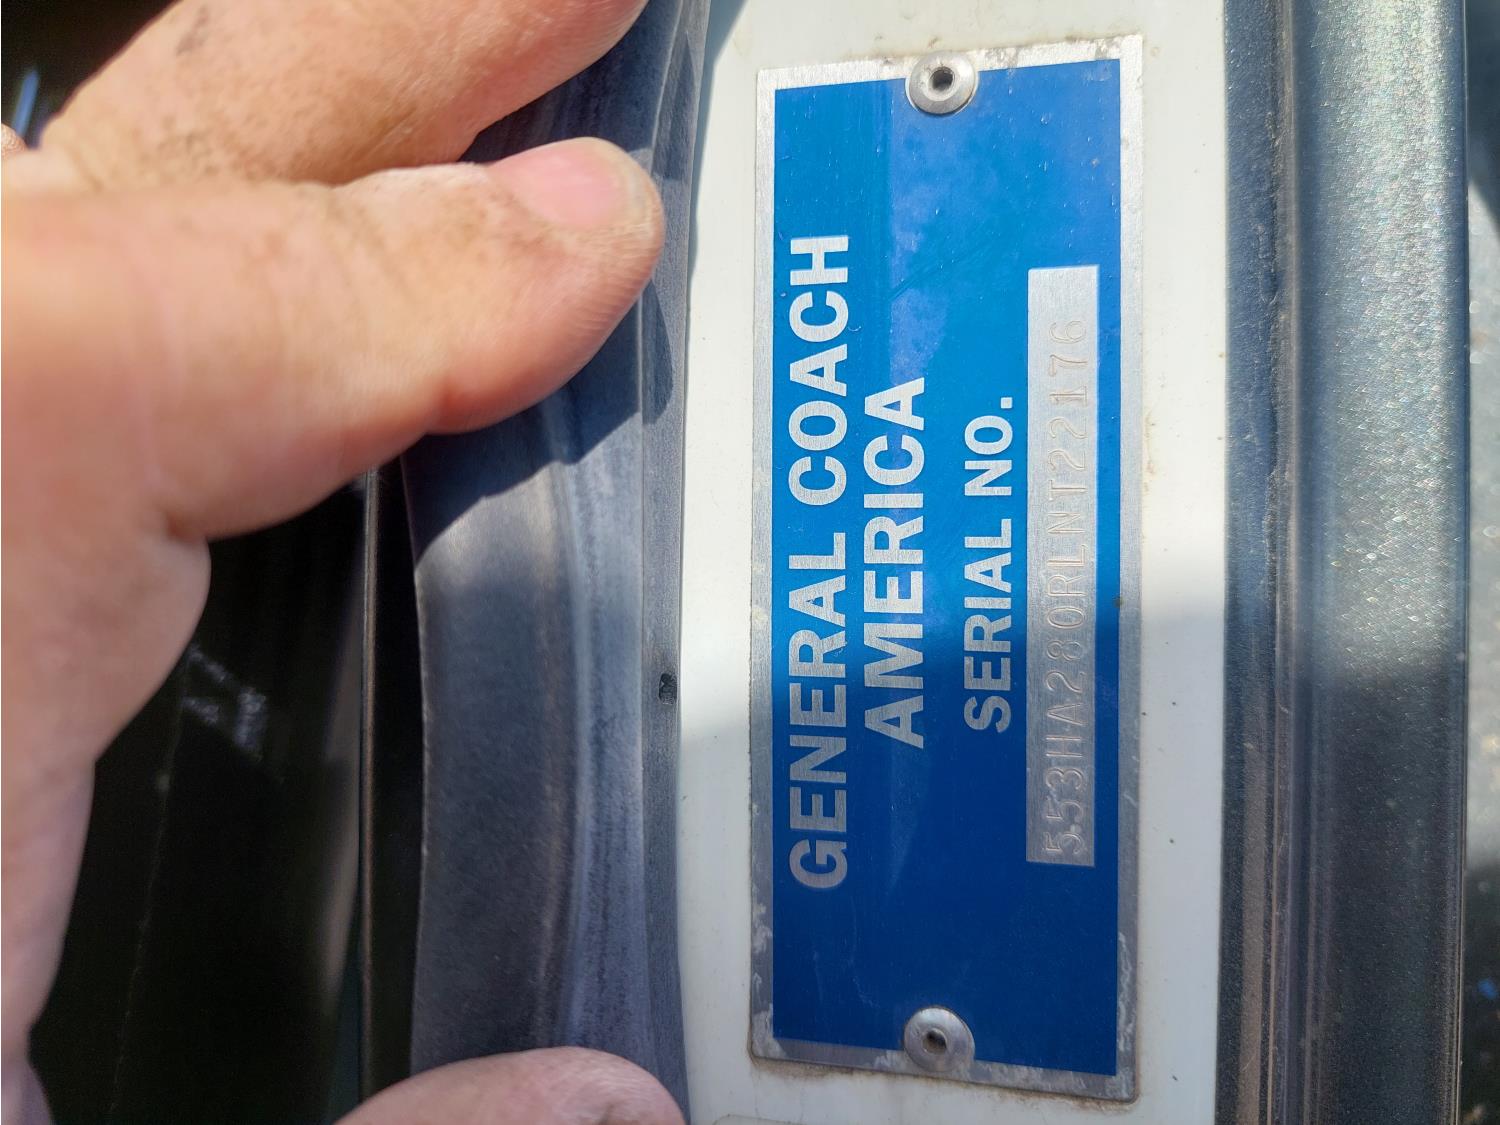 GENERAL COACH
AMERICA
SERIAL NO.
553HA280RLNT22176